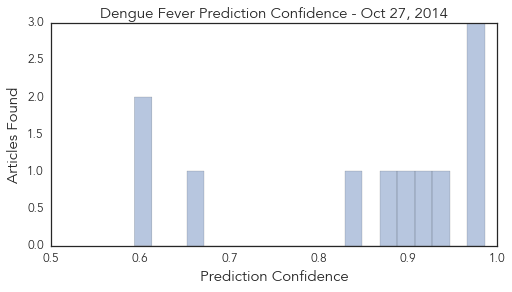 Dengue Fever Prediction Confidence - Oct 27, 2014
Articles Found
3.0
2.5
2.0
1.5
1.0
0.5
0.0
0.5 0.6 0.7 0.8 0.9 1.0
Prediction Confidence